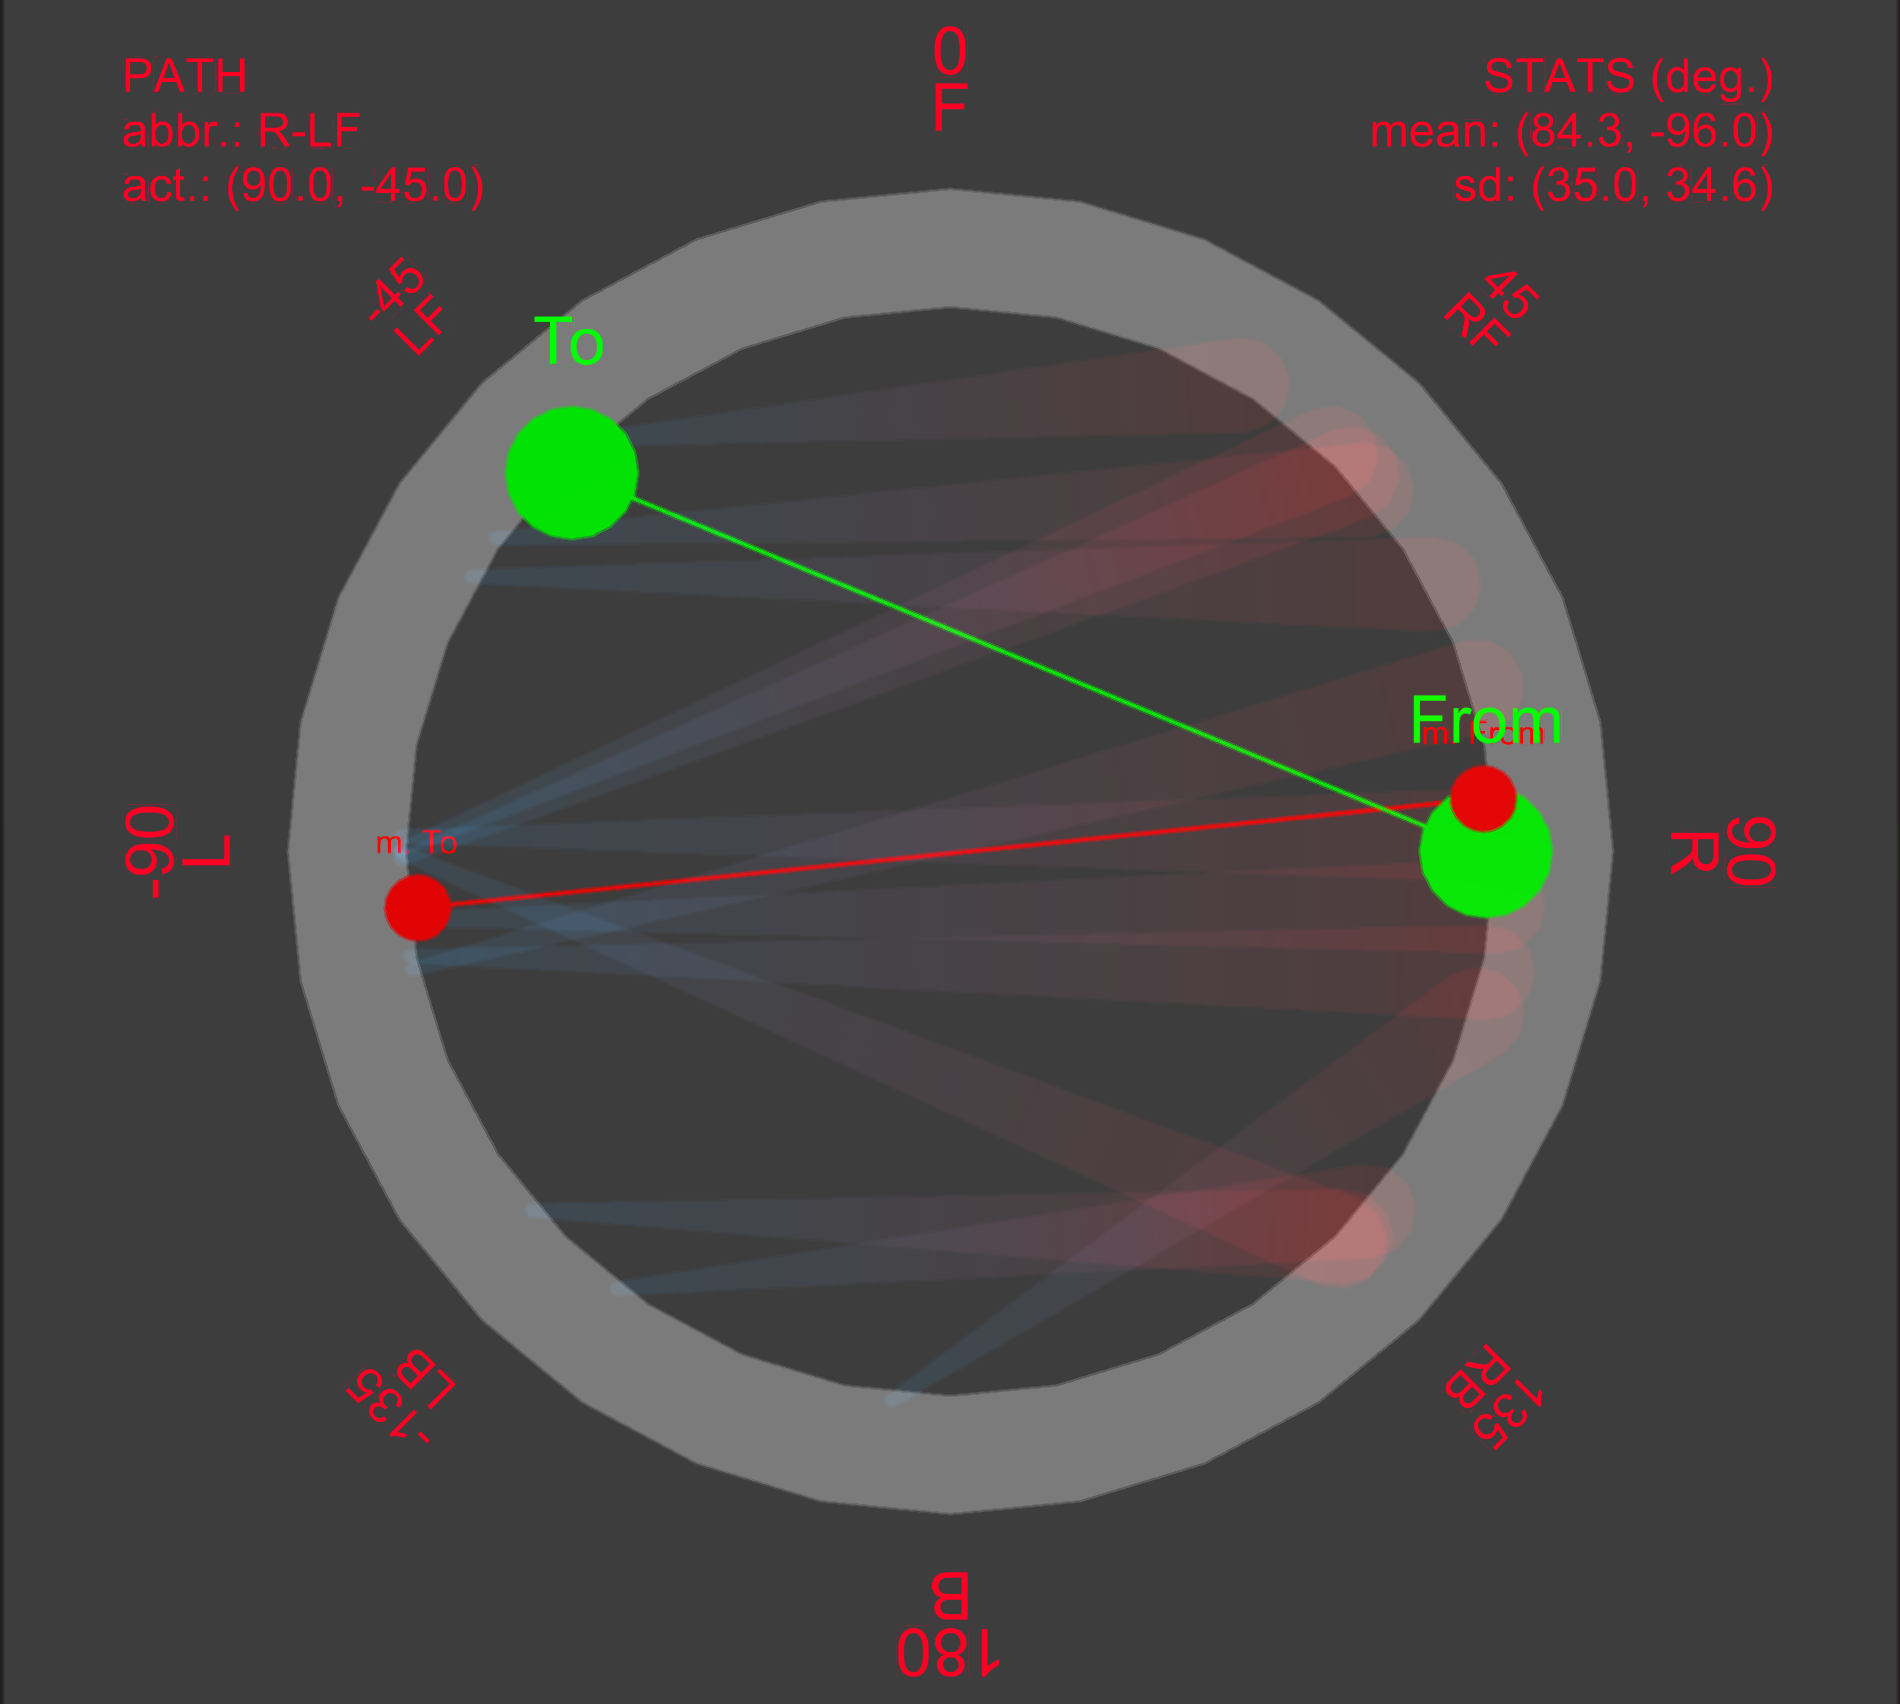 0
F
PATH
abbr.: R-LF
act.: (90.0, -45.0)
STATS (deg.)
mean: (84.3, -96.0)
sd: (35.0, 34.6)
-45
LF
45
RF
To
From
m. From
m. To
-90
L
90
R
LB
-135
RB
135
B
180